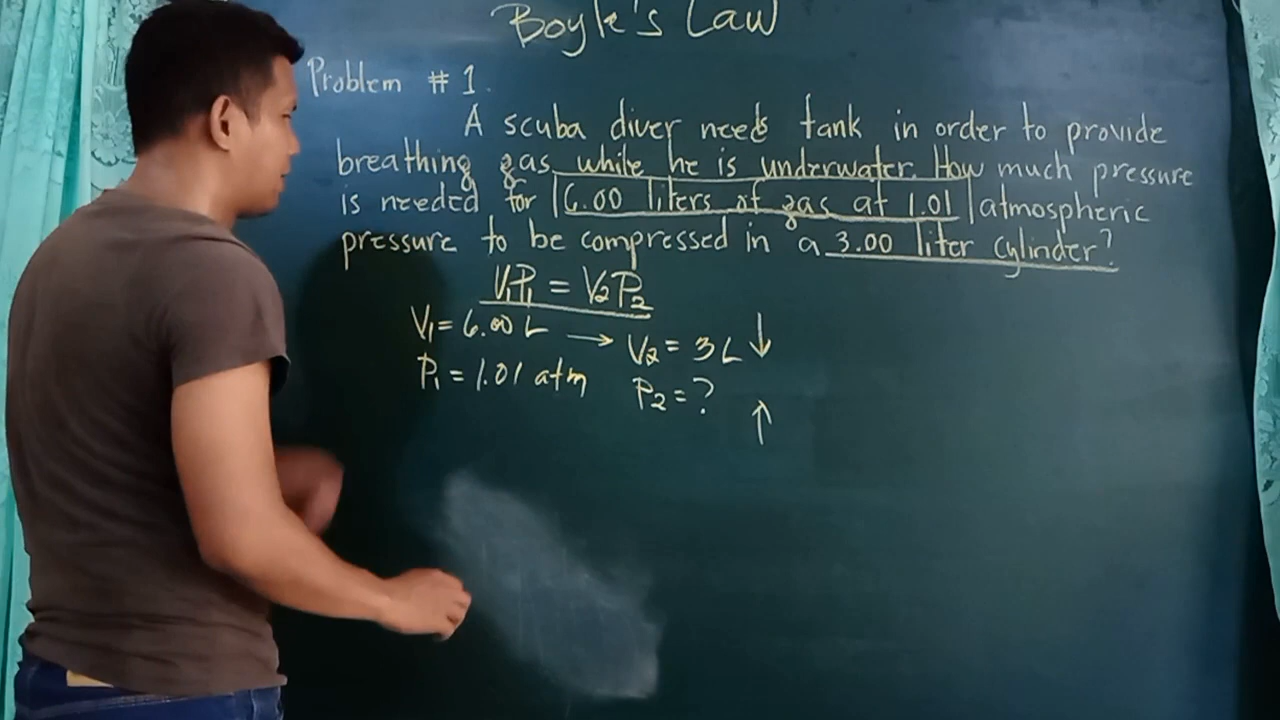 Boyle's Law
Problem # 1.
A scuba diver needs tank in order to provide
breathing gas while he is underwater. How much pressure
is needed for 6.00 liters of gas at 1.01 atmospheric
pressure to be compressed in a 3.00 liter cylinder?
V₁P₁ = V₂P₂
V₁ = 6.00 L → V₂ = 3 L ↓
P₁ = 1.01 atm P₂ = ? ↑